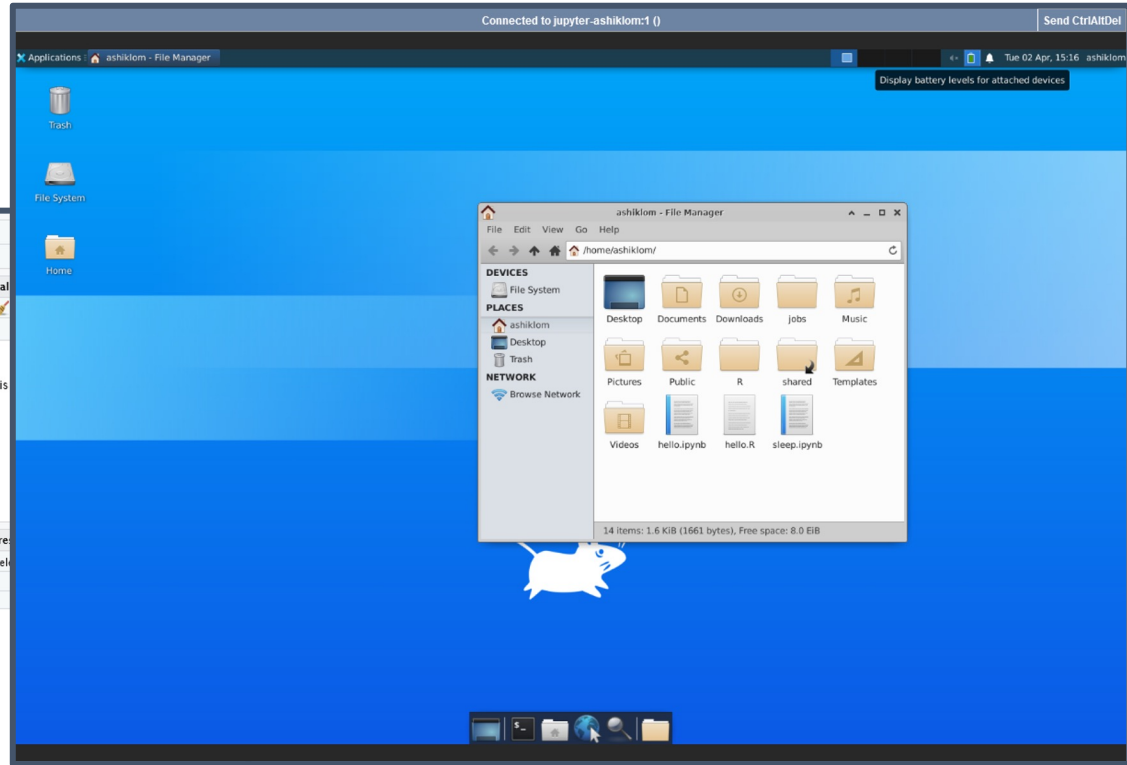 Connected to jupyter-ashiklom:1 ()
Send CtrlAltDel
Applications
ashiklom - File Manager
Tue 02 Apr, 15:16 ashiklom
Display battery levels for attached devices
Trash
File System
Home
ashiklom - File Manager
File Edit View Go Help
/home/ashiklom/
DEVICES
File System
PLACES
ashiklom
Desktop
Trash
NETWORK
Browse Network
Desktop Documents Downloads jobs Music
Pictures Public R shared Templates
Videos hello.ipynb hello.R sleep.ipynb
14 items: 1.6 KiB (1661 bytes), Free space: 8.0 EiB
$_
is